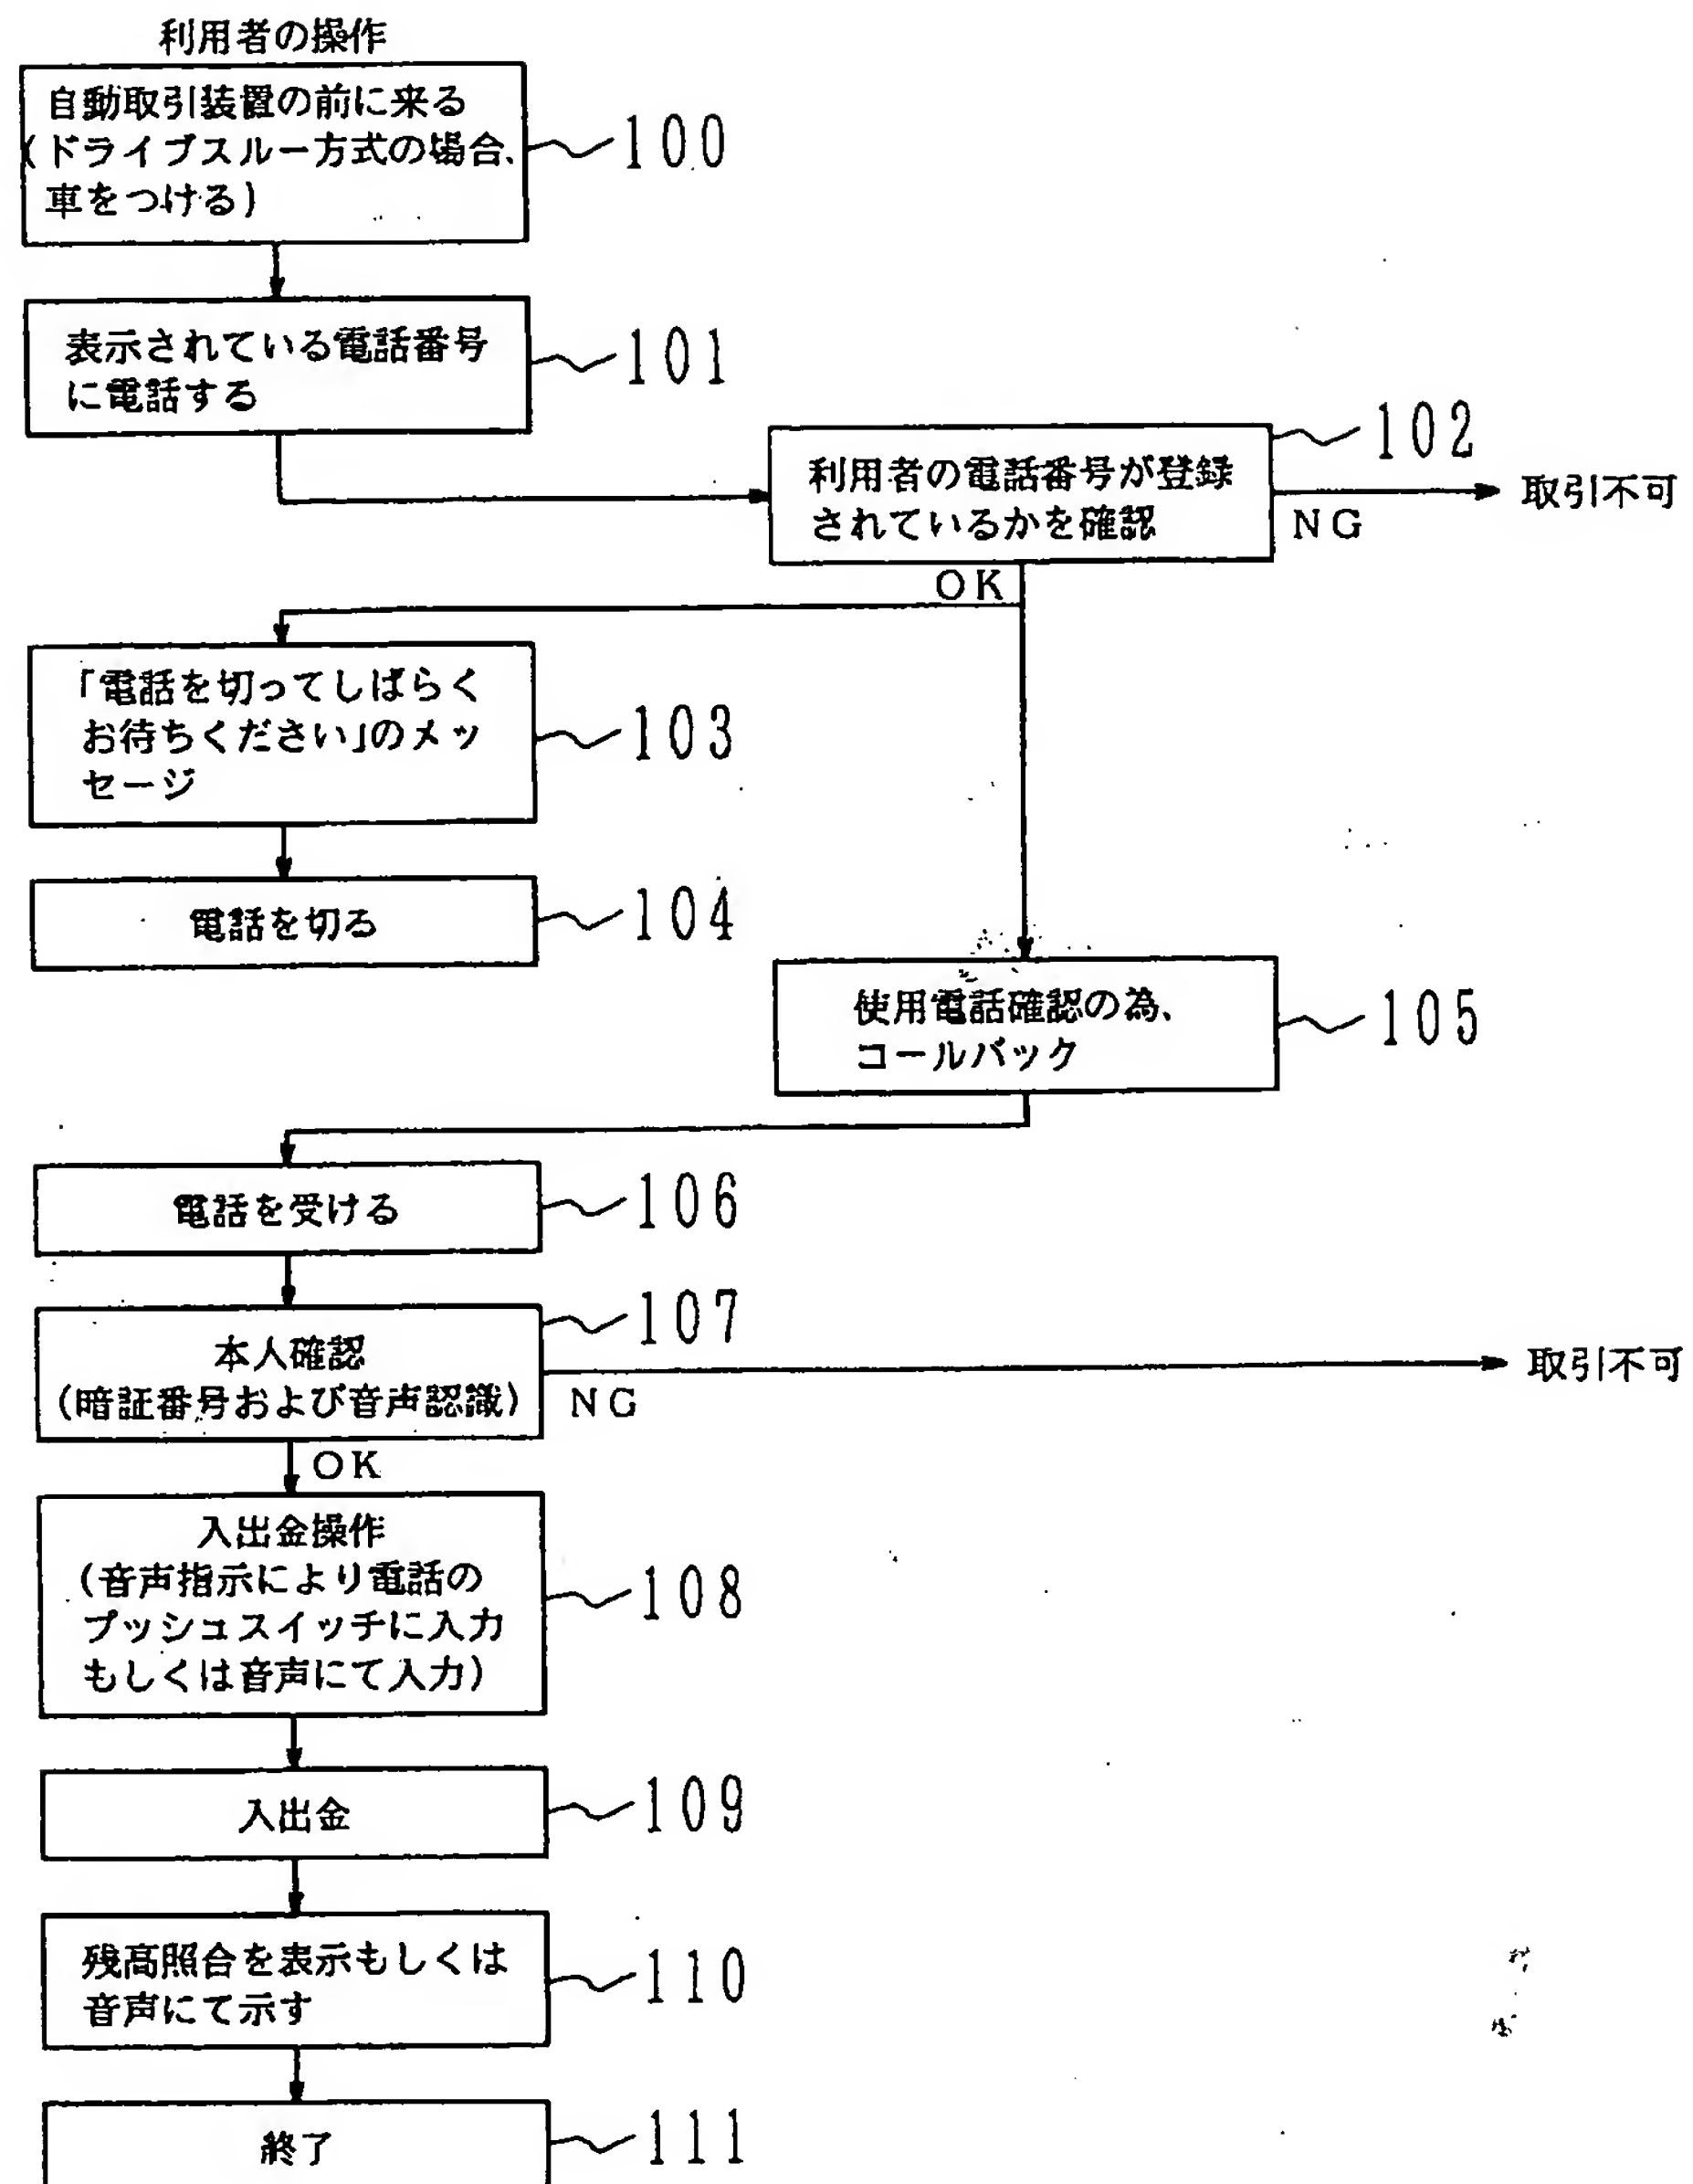 利用者の操作
自動取引装置の前に来る
(ドライブスルー方式の場合、
車をつける)
100
表示されている電話番号
に電話する
101
102
利用者の電話番号が登録
されているかを確認
取引不可
NG
OK
「電話を切ってしばらく
お待ちください」のメッ
セージ
103
電話を切る
104
使用電話確認の為、
コールバック
105
電話を受ける
106
107
本人確認
(暗証番号および音声認識)
取引不可
NG
OK
入出金操作
(音声指示により電話の
プッシュスイッチに入力
もしくは音声にて入力)
108
入出金
109
残高照合を表示もしくは
音声にて示す
110
終了
111